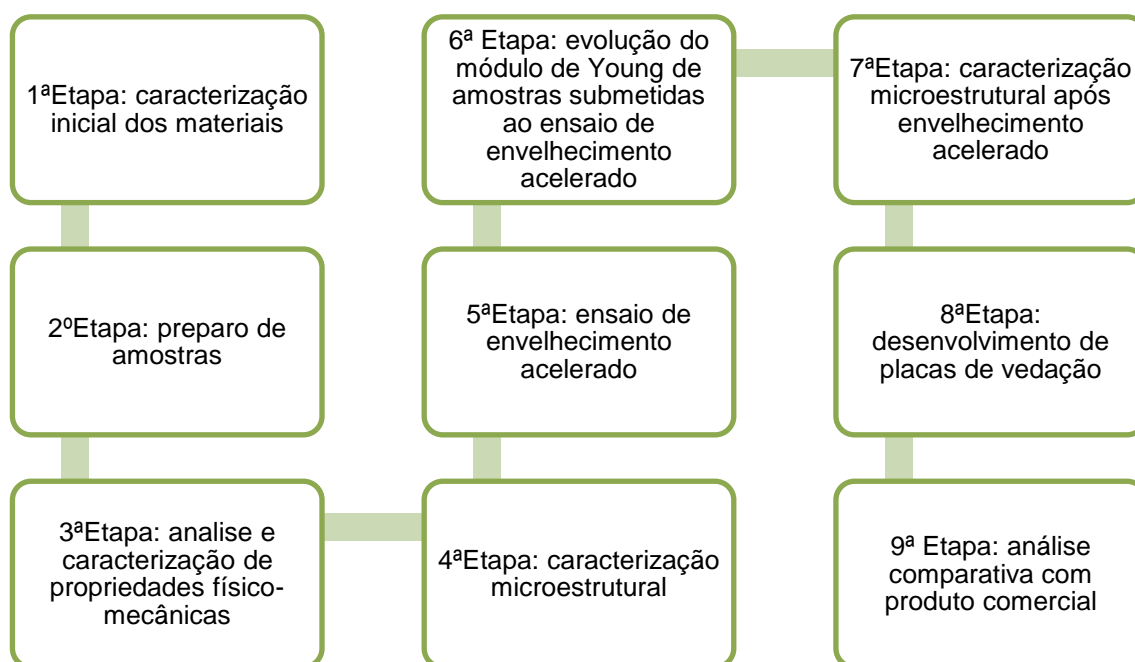 1ªEtapa: caracterização
inicial dos materiais
2ºEtapa: preparo de
amostras
3ªEtapa: analise e
caracterização de
propriedades físico-
mecânicas
4ªEtapa: caracterização
microestrutural
5ªEtapa: ensaio de
envelhecimento
acelerado
6ª Etapa: evolução do
módulo de Young de
amostras submetidas
ao ensaio de
envelhecimento
acelerado
7ªEtapa: caracterização
microestrutural após
envelhecimento
acelerado
8ªEtapa:
desenvolvimento de
placas de vedação
9ª Etapa: análise
comparativa com
produto comercial